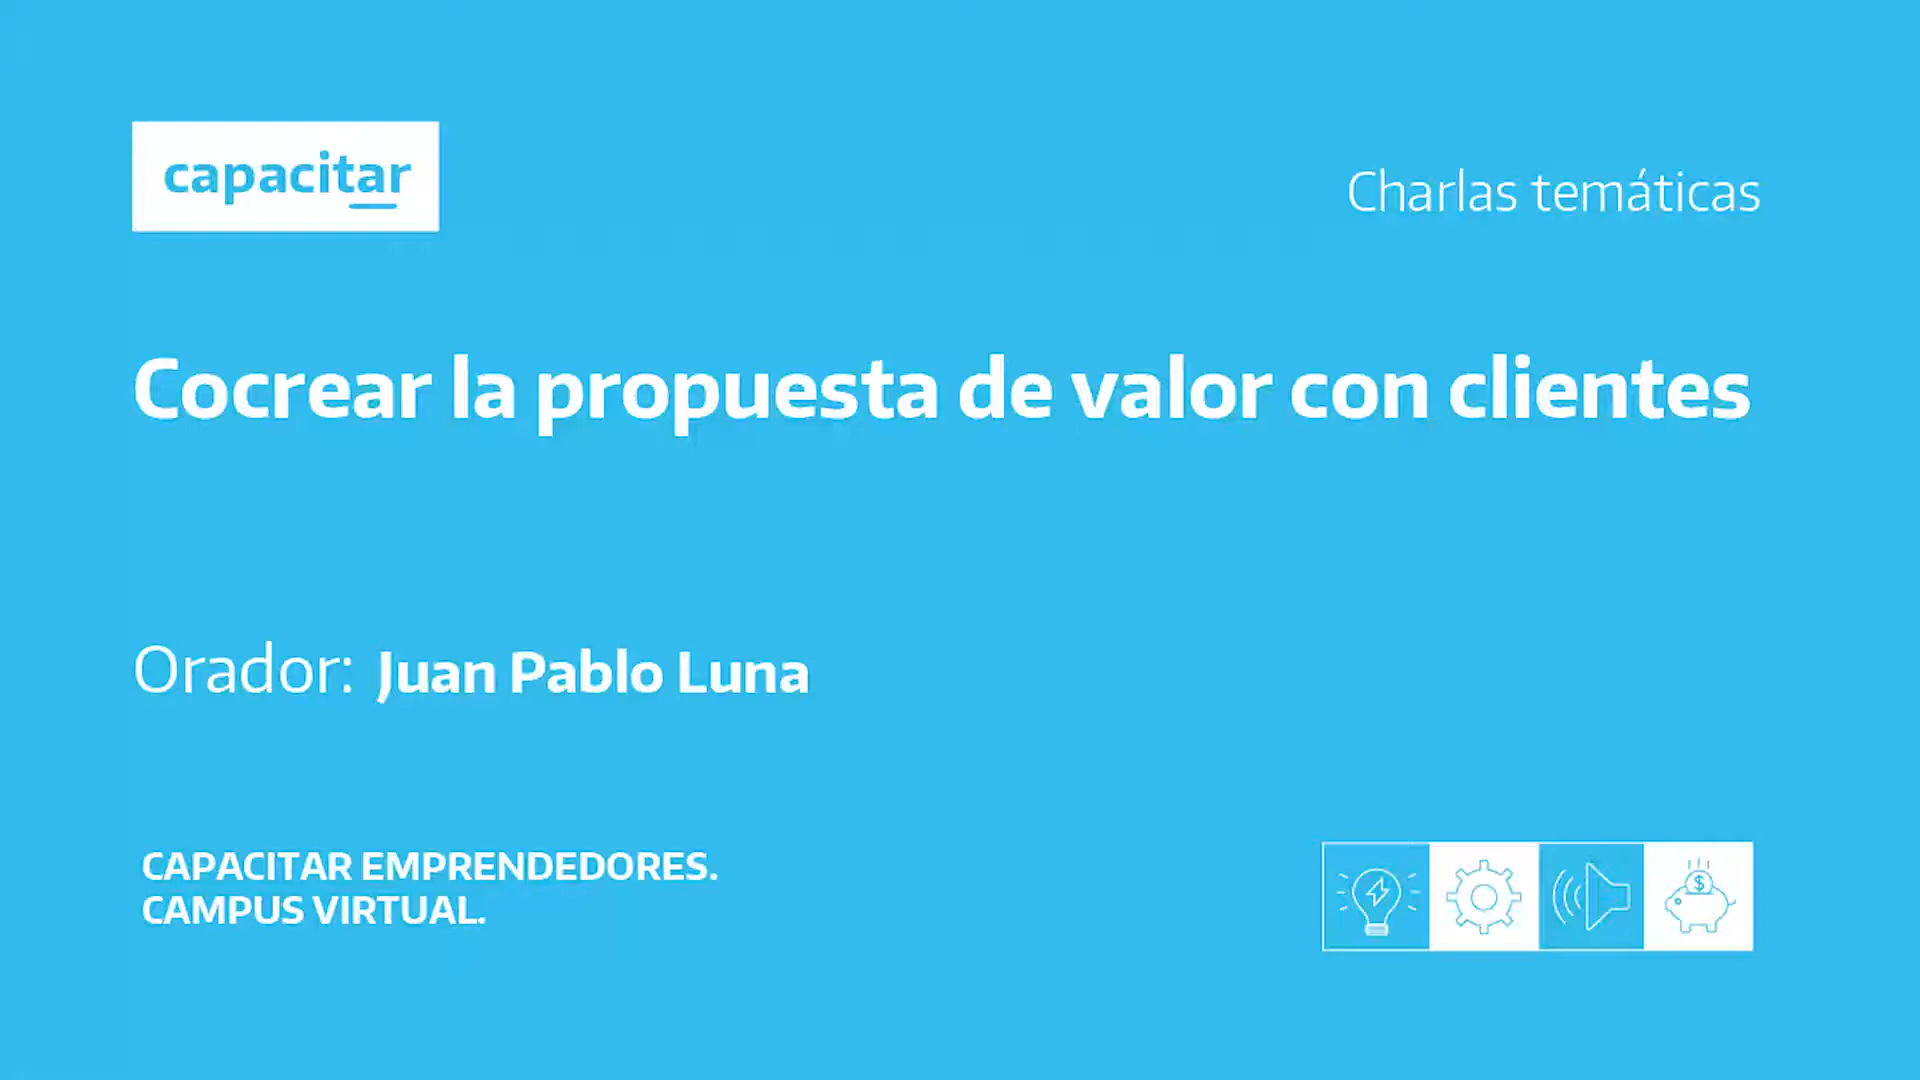 capacitar
Charlas temáticas
Cocrear la propuesta de valor con clientes
Orador: Juan Pablo Luna
CAPACITAR EMPRENDEDORES.
CAMPUS VIRTUAL.
$